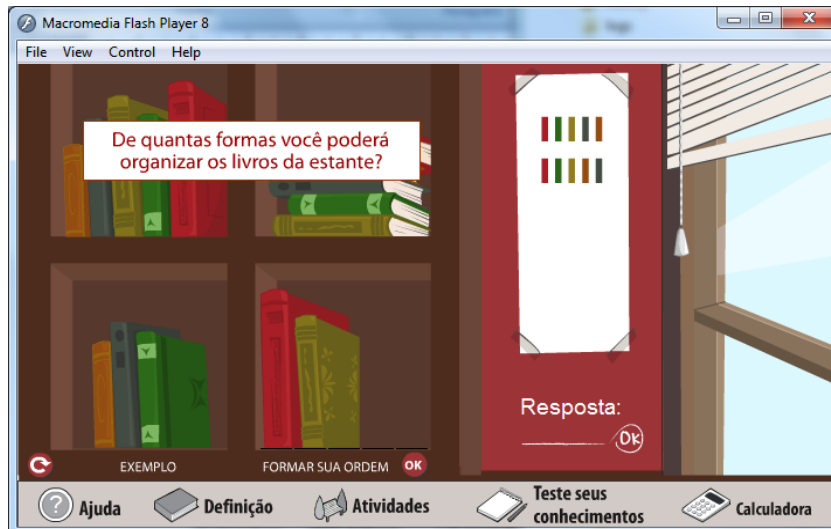 Macromedia Flash Player 8
File View Control Help
De quantas formas você poderá
organizar os livros da estante?
Resposta:
OK
EXEMPLO
FORMAR SUA ORDEM OK
Ajuda
Definição
Atividades
Teste seus
conhecimentos
Calculadora